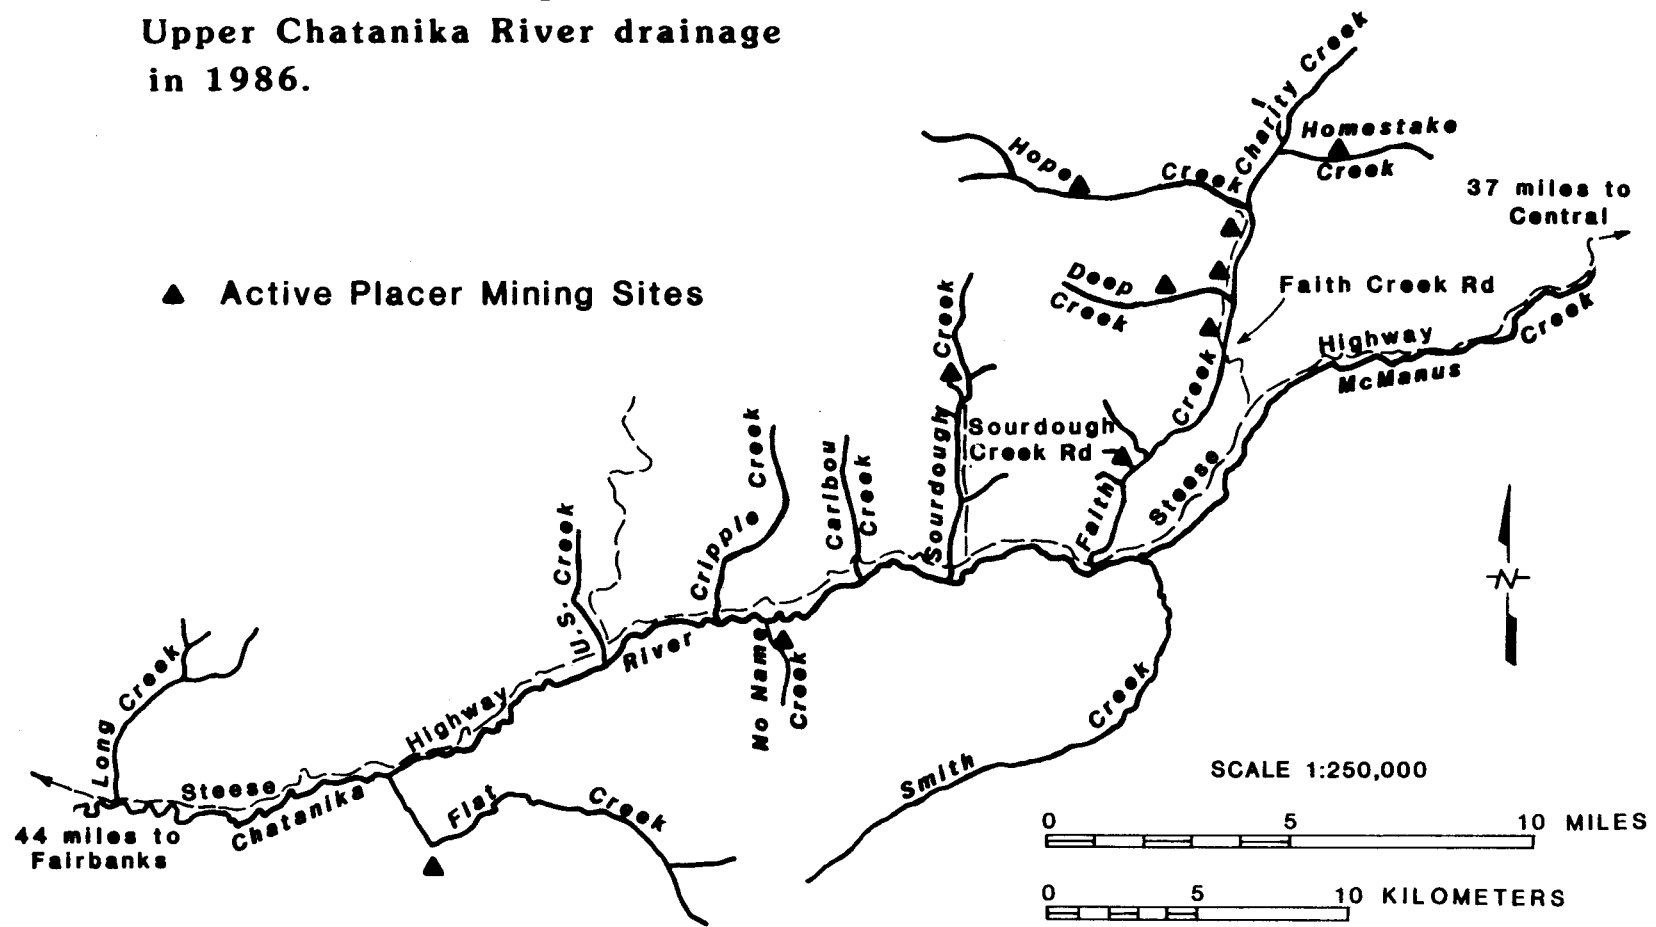 Upper Chatanika River drainage
in 1986.
Charity Creek
Homestake
Creek
Hope Creek
37 miles to
Central
Active Placer Mining Sites
Deep
Creek
Faith Creek Rd
Highway
McManus Creek
Sourdough Creek
Sourdough
Creek Rd
Faith Creek
Steese
Caribou
Creek
Cripple Creek
U.S. Creek
N
River
No Name
Creek
Long Creek
Highway
Steese
Chatanika
44 miles to
Fairbanks
Flat Creek
Smith Creek
SCALE 1:250,000
0 5 10 MILES
0 5 10 KILOMETERS